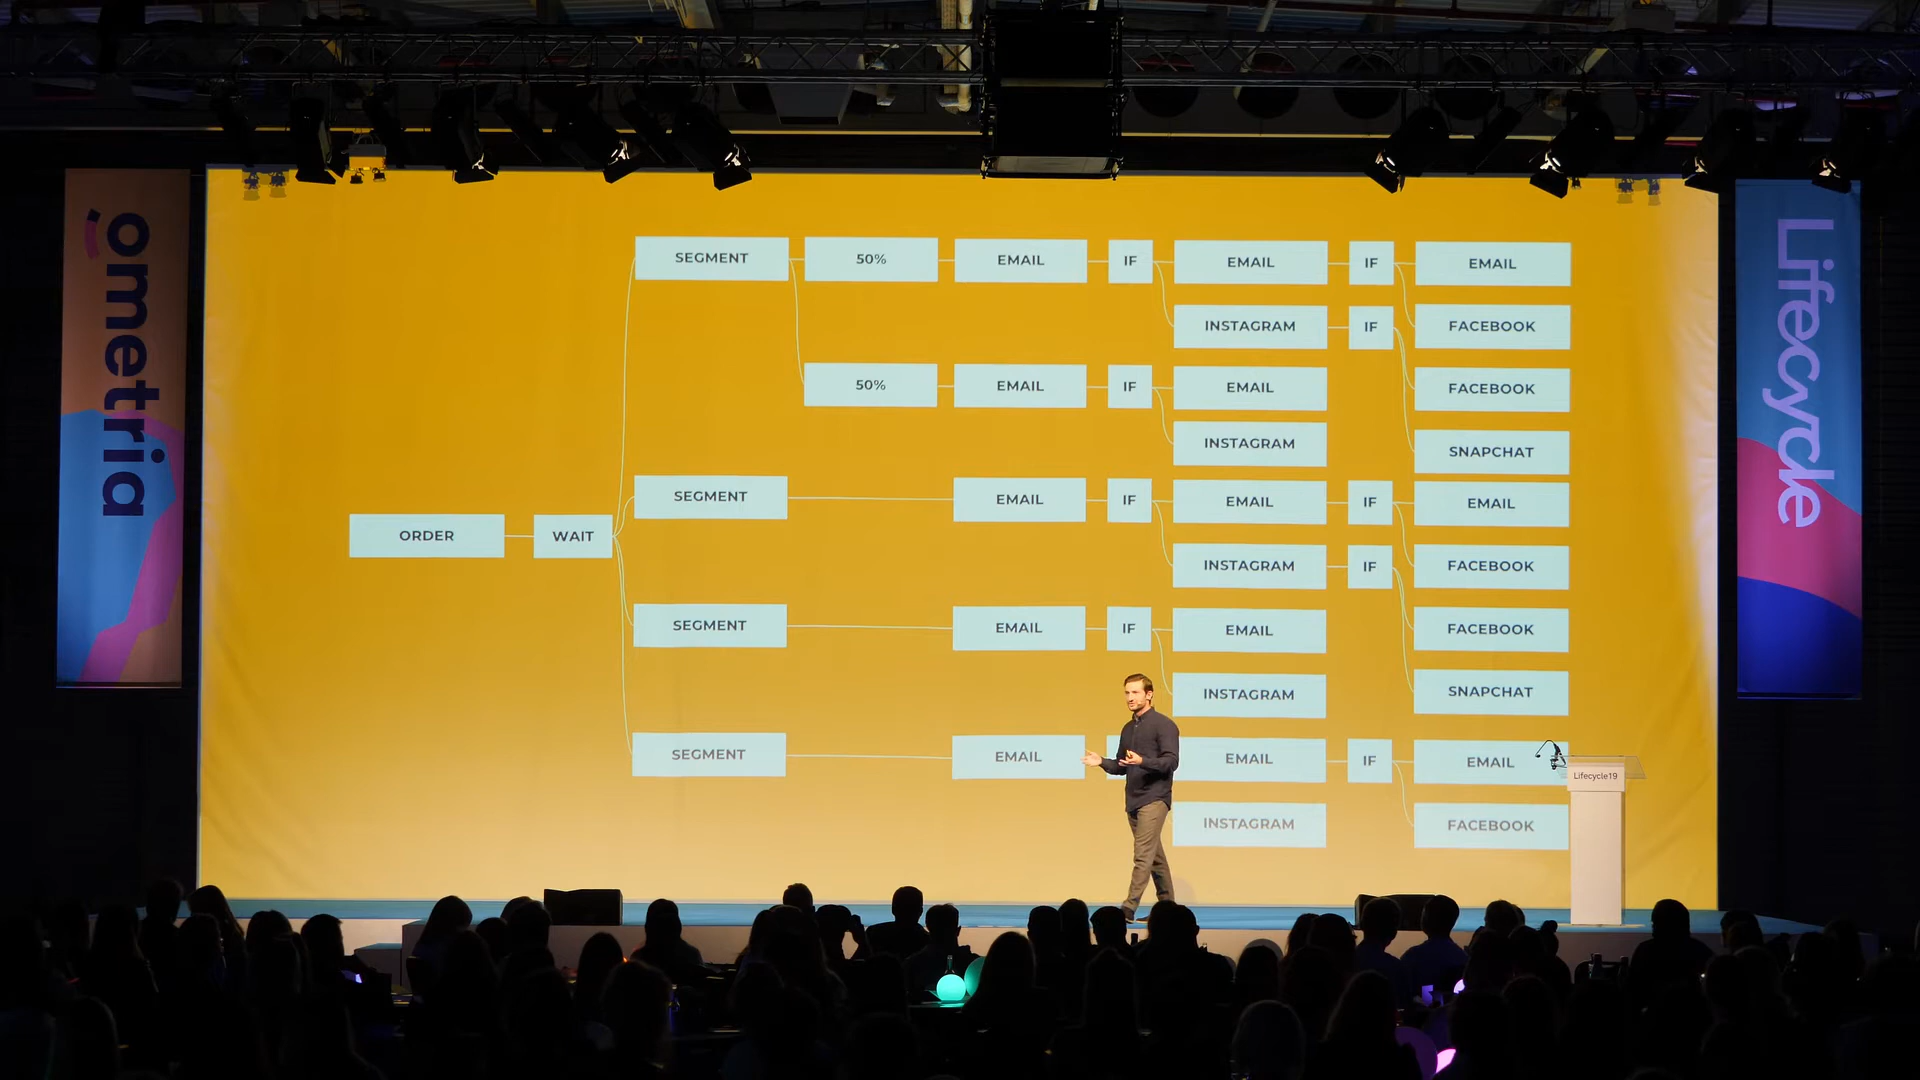 ometria
Lifecycle
SEGMENT 50% EMAIL IF EMAIL IF EMAIL
INSTAGRAM IF FACEBOOK
50% EMAIL IF EMAIL FACEBOOK
INSTAGRAM SNAPCHAT
SEGMENT EMAIL IF EMAIL IF EMAIL
ORDER WAIT
INSTAGRAM IF FACEBOOK
SEGMENT EMAIL IF EMAIL FACEBOOK
INSTAGRAM SNAPCHAT
SEGMENT EMAIL EMAIL IF EMAIL
Lifecycle19
INSTAGRAM FACEBOOK